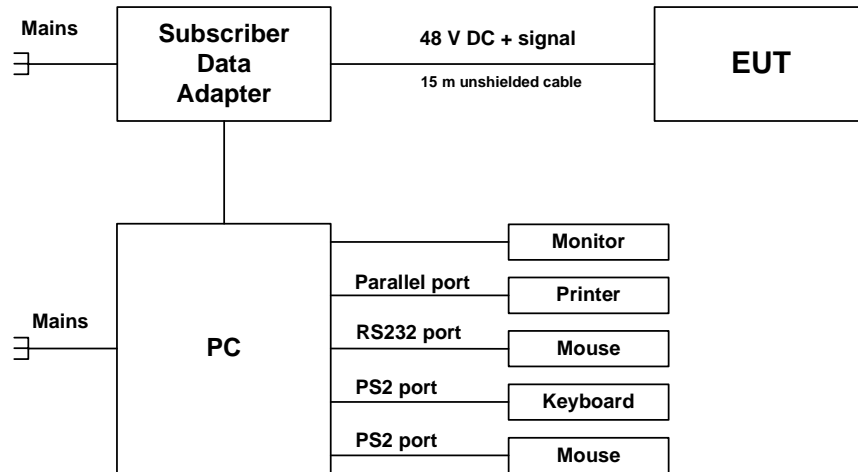 Mains
Subscriber
Data
Adapter
48 V DC + signal
15 m unshielded cable
EUT
Mains
PC
Monitor
Parallel port
Printer
RS232 port
Mouse
PS2 port
Keyboard
PS2 port
Mouse